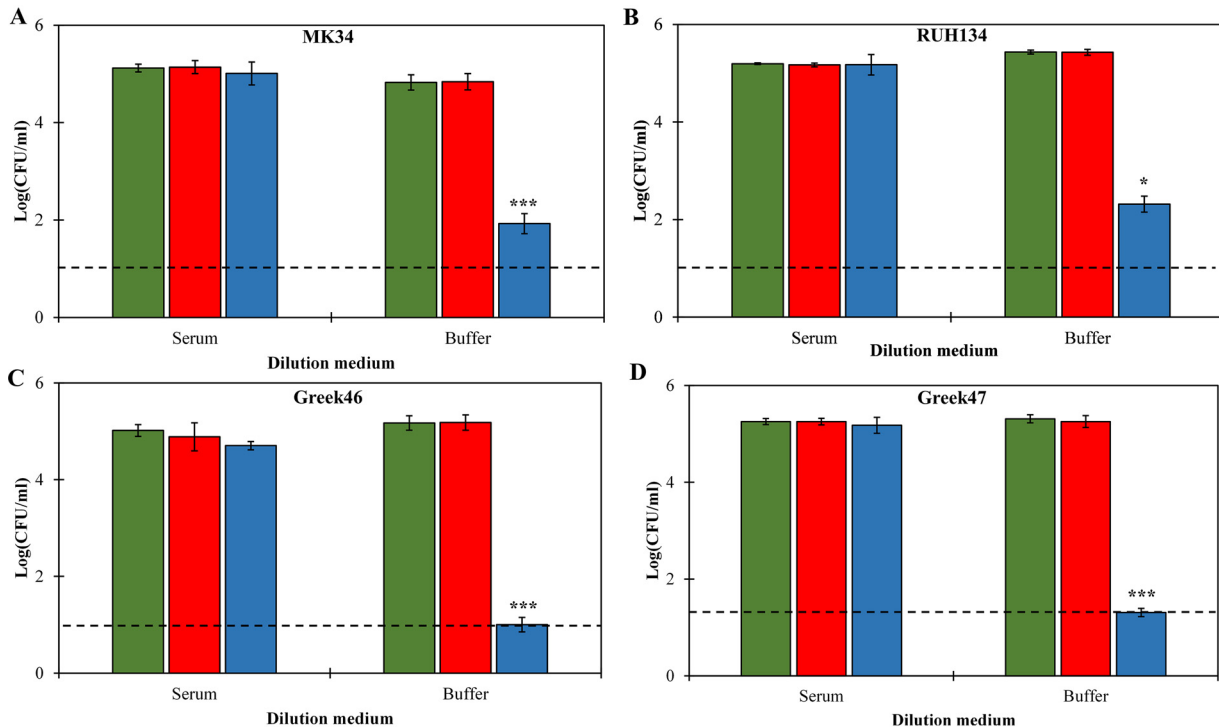 A
MK34
6
4
2
0
Log(CFU/ml)
***
Serum
Buffer
Dilution medium
B
RUH134
6
4
2
0
Log(CFU/ml)
*
Serum
Buffer
Dilution medium
C
Greek46
6
4
2
0
Log(CFU/ml)
***
Serum
Buffer
Dilution medium
D
Greek47
6
4
2
0
Log(CFU/ml)
***
Serum
Buffer
Dilution medium